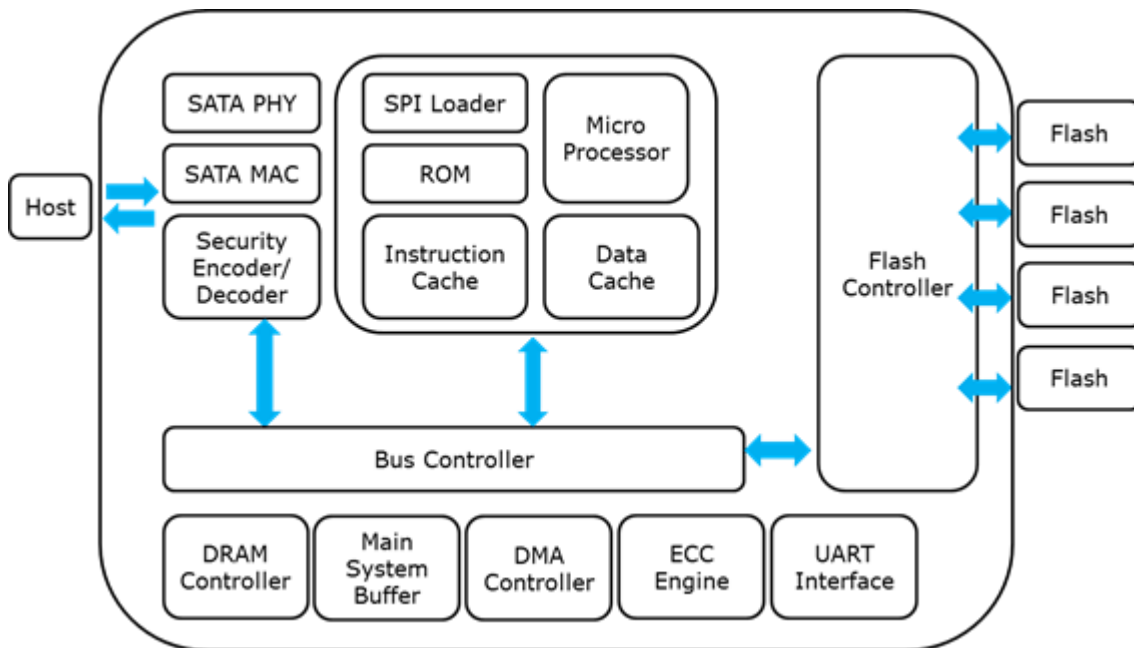 SATA PHY
SATA MAC
Host
Security
Encoder/
Decoder
SPI Loader
ROM
Micro
Processor
Instruction
Cache
Data
Cache
Flash
Controller
Flash
Flash
Flash
Flash
Bus Controller
DRAM
Controller
Main
System
Buffer
DMA
Controller
ECC
Engine
UART
Interface